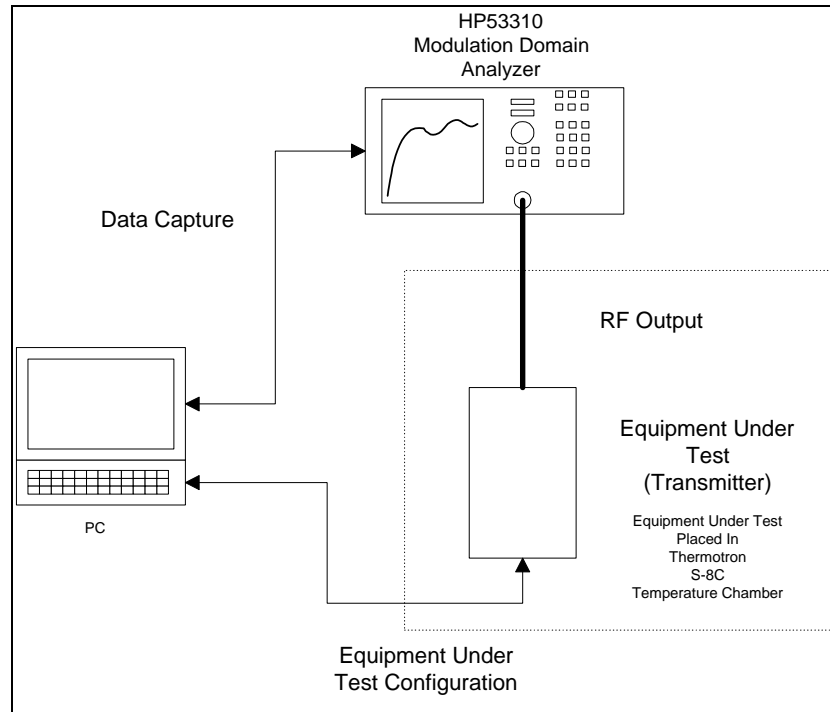 HP53310
Modulation Domain
Analyzer
Data Capture
RF Output
Equipment Under
Test
(Transmitter)
Equipment Under Test
Placed In
Thermotron
S-8C
Temperature Chamber
PC
Equipment Under
Test Configuration